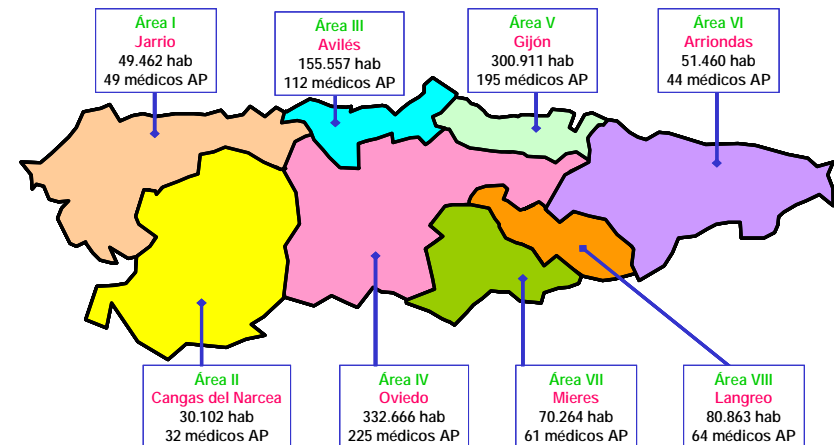 Área I
Jarrio
49.462 hab
49 médicos AP
Área III
Avilés
155.557 hab
112 médicos AP
Área V
Gijón
300.911 hab
195 médicos AP
Área VI
Arriondas
51.460 hab
44 médicos AP
Área II
Cangas del Narcea
30.102 hab
32 médicos AP
Área IV
Oviedo
332.666 hab
225 médicos AP
Área VII
Mieres
70.264 hab
61 médicos AP
Área VIII
Langreo
80.863 hab
64 médicos AP